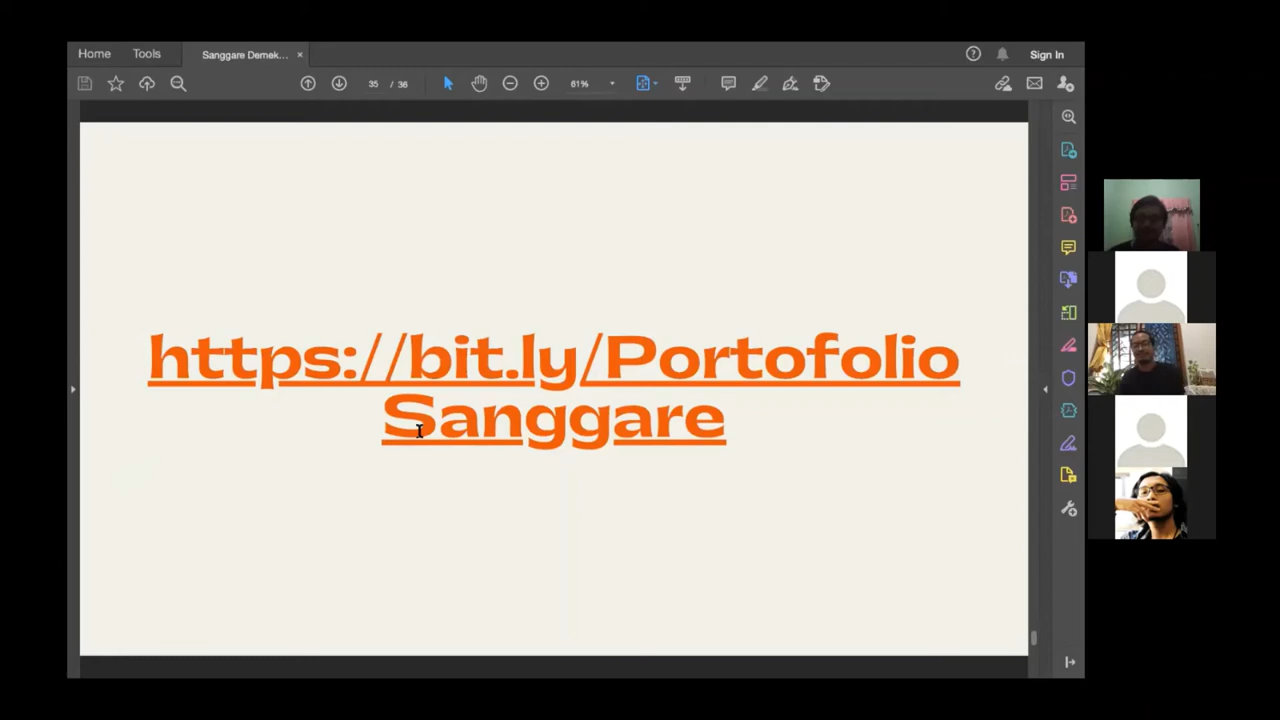 Home Tools Sanggare Demek... × Sign In
35 / 36 61%
https://bit.ly/Portofolio
Sanggare